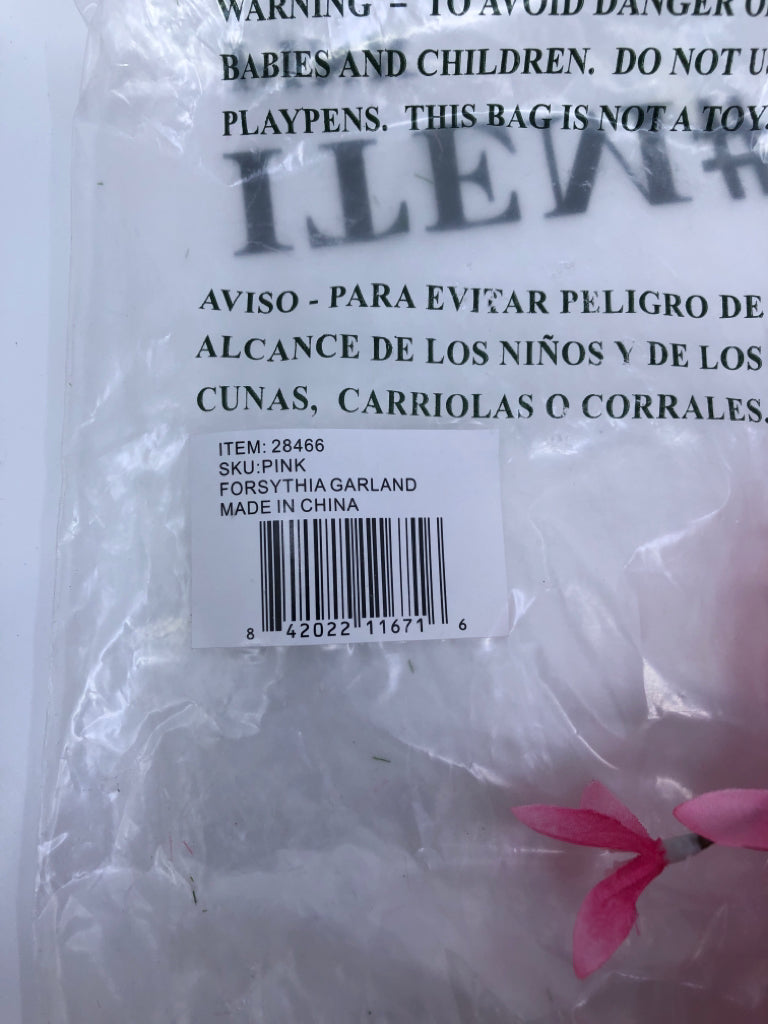 WARNING – TO AVOID DANGER O
BABIES AND CHILDREN. DO NOT U
PLAYPENS. THIS BAG IS NOT A TOY.
ITEM#
AVISO - PARA EVITAR PELIGRO DE
ALCANCE DE LOS NIÑOS Y DE LOS
CUNAS, CARRIOLAS O CORRALES.
ITEM: 28466
SKU:PINK
FORSYTHIA GARLAND
MADE IN CHINA
8 42022 11671 6